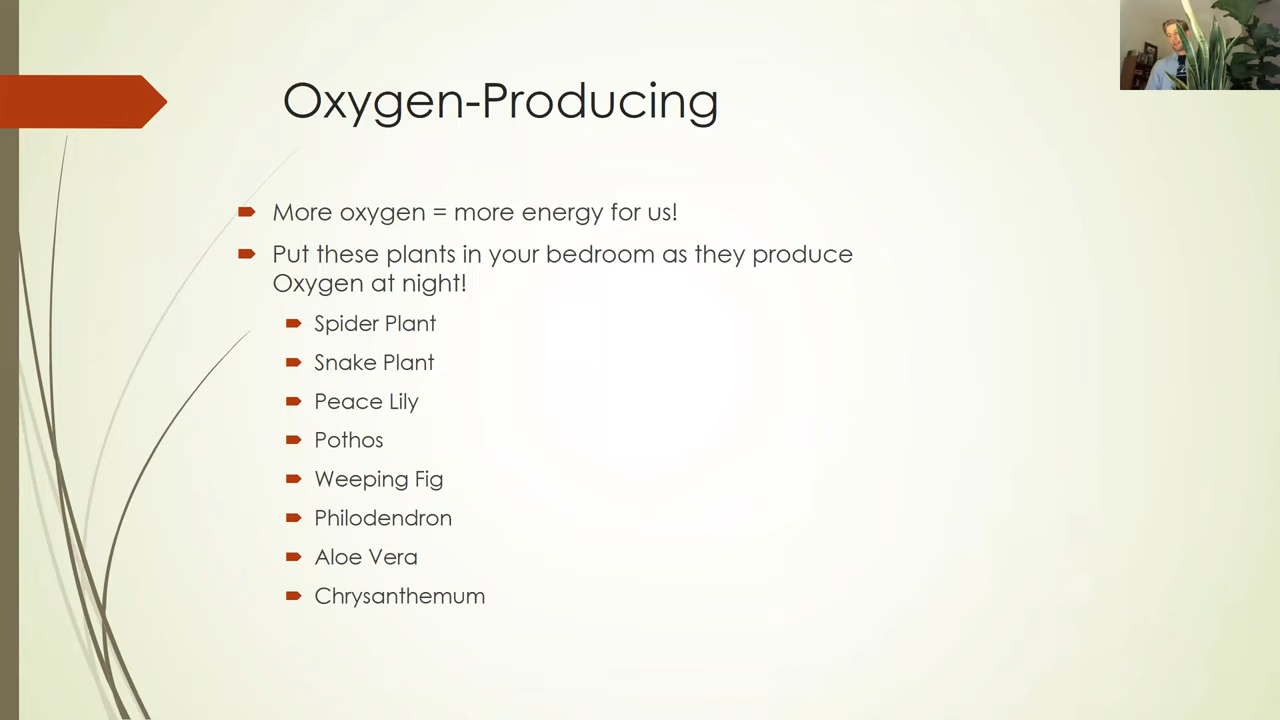 Oxygen-Producing
More oxygen = more energy for us!
Put these plants in your bedroom as they produce
Oxygen at night!
Spider Plant
Snake Plant
Peace Lily
Pothos
Weeping Fig
Philodendron
Aloe Vera
Chrysanthemum